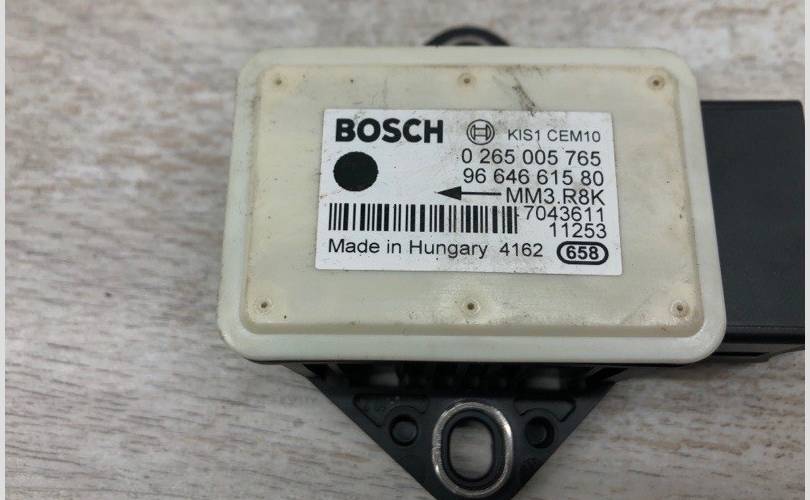 BOSCH KIS1 CEM10
0 265 005 765
96 646 615 80
MM3.R8K
7043611
11253
Made in Hungary 4162 658